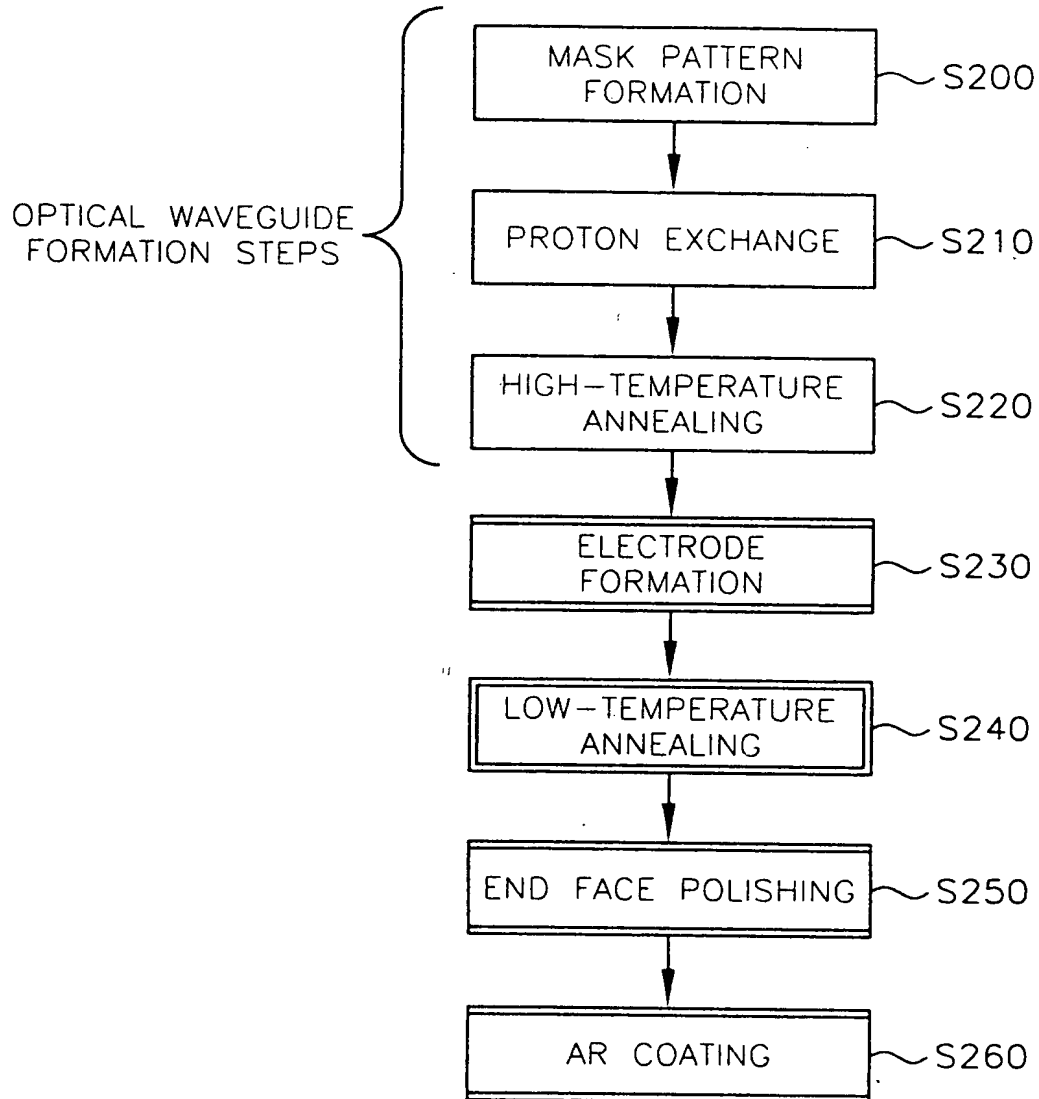 MASK PATTERN
FORMATION
S200
OPTICAL WAVEGUIDE
FORMATION STEPS
PROTON EXCHANGE
S210
HIGH-TEMPERATURE
ANNEALING
S220
ELECTRODE
FORMATION
S230
LOW-TEMPERATURE
ANNEALING
S240
END FACE POLISHING
S250
AR COATING
S260